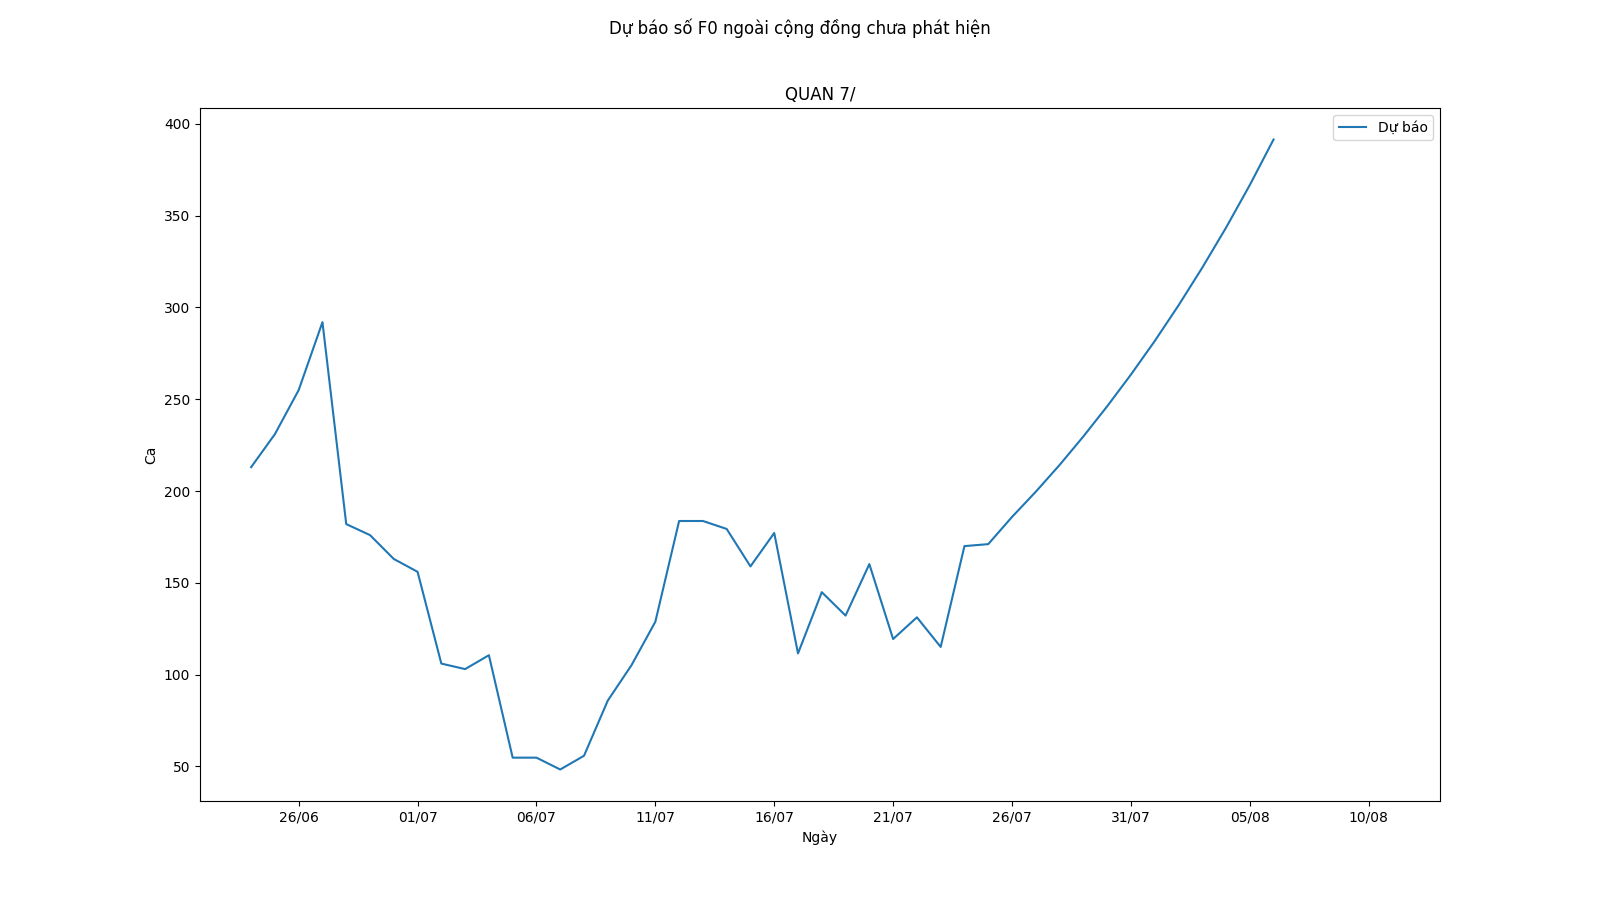 Dự báo số F0 ngoài cộng đồng chưa phát hiện
QUAN 7/
Dự báo
400
350
300
250
200
150
100
50
Ca
26/06 01/07 06/07 11/07 16/07 21/07 26/07 31/07 05/08 10/08
Ngày